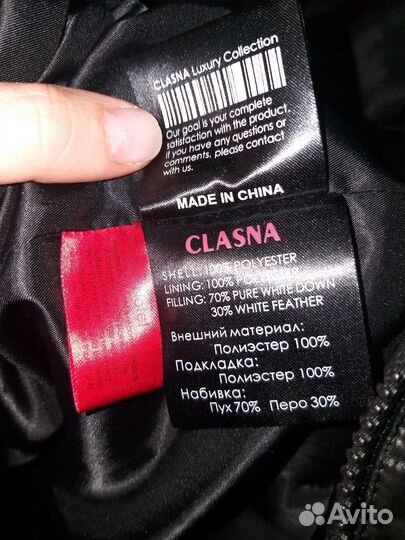 CLASNA Luxury Collection
Our goal is your complete
satisfaction with the product,
if you have any questions or
comments, please contact
with us.
MADE IN CHINA
CLASNA
SHELL: 100% POLYESTER
LINING: 100% POLYESTER
FILLING: 70% PURE WHITE DOWN
30% WHITE FEATHER
Внешний материал:
Полиэстер 100%
Подкладка:
Полиэстер 100%
Набивка:
Пух 70% Перо 30%
Avito